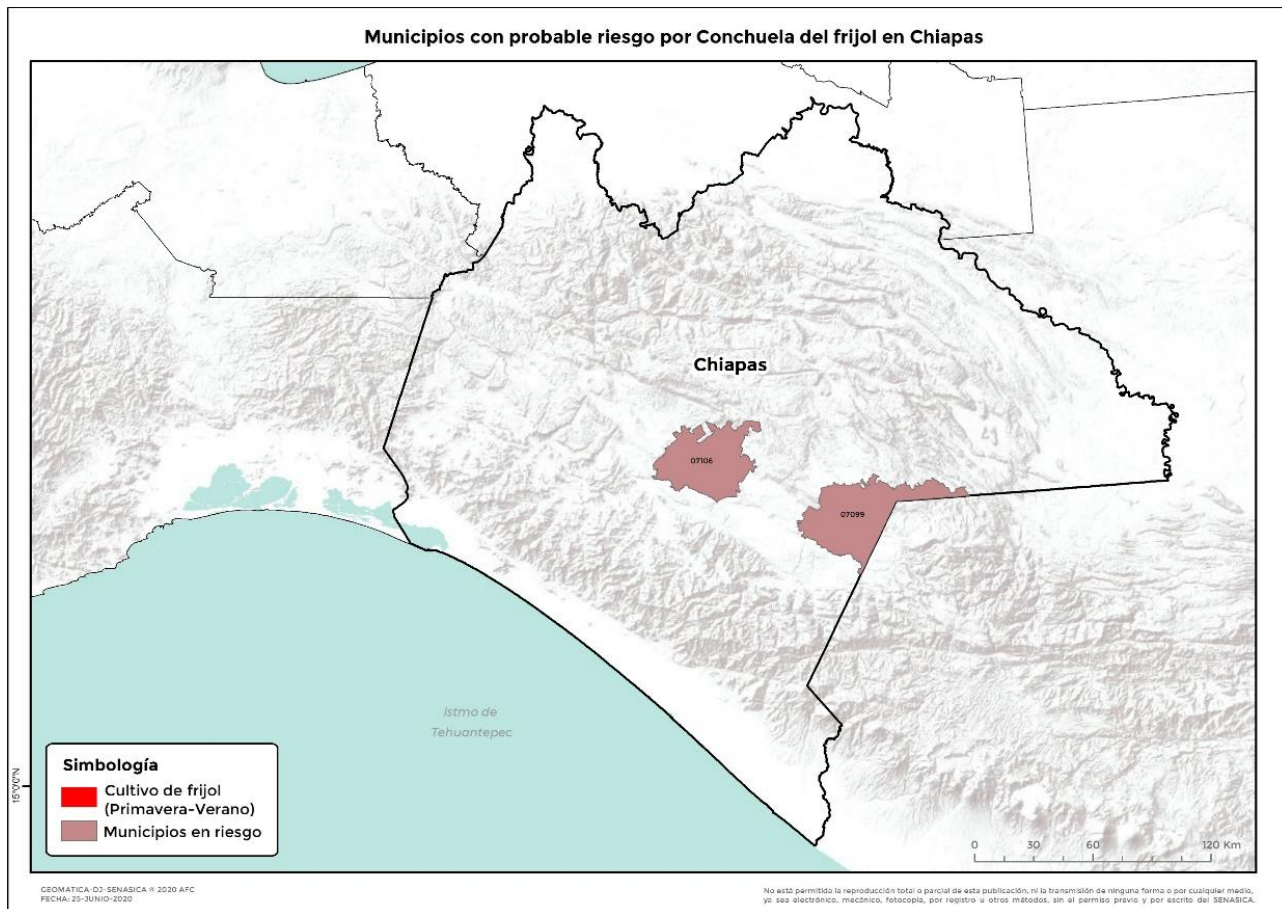 Municipios con probable riesgo por Conchuela del frijol en Chiapas
Chiapas
07106
07099
Istmo de
Tehuantepec
15°0'0"N
Simbología
Cultivo de frijol
(Primavera-Verano)
Municipios en riesgo
0 30 60 120 Km
GEOMATICA-DJ-SENASICA ® 2020 AFC
FECHA: 25-JUNIO-2020
No está permitida la reproducción total o parcial de esta publicación, ni la transmisión de ninguna forma o por cualquier medio,
ya sea electrónico, mecánico, fotocopia, por registro u otros métodos, sin el permiso previo y por escrito del SENASICA.